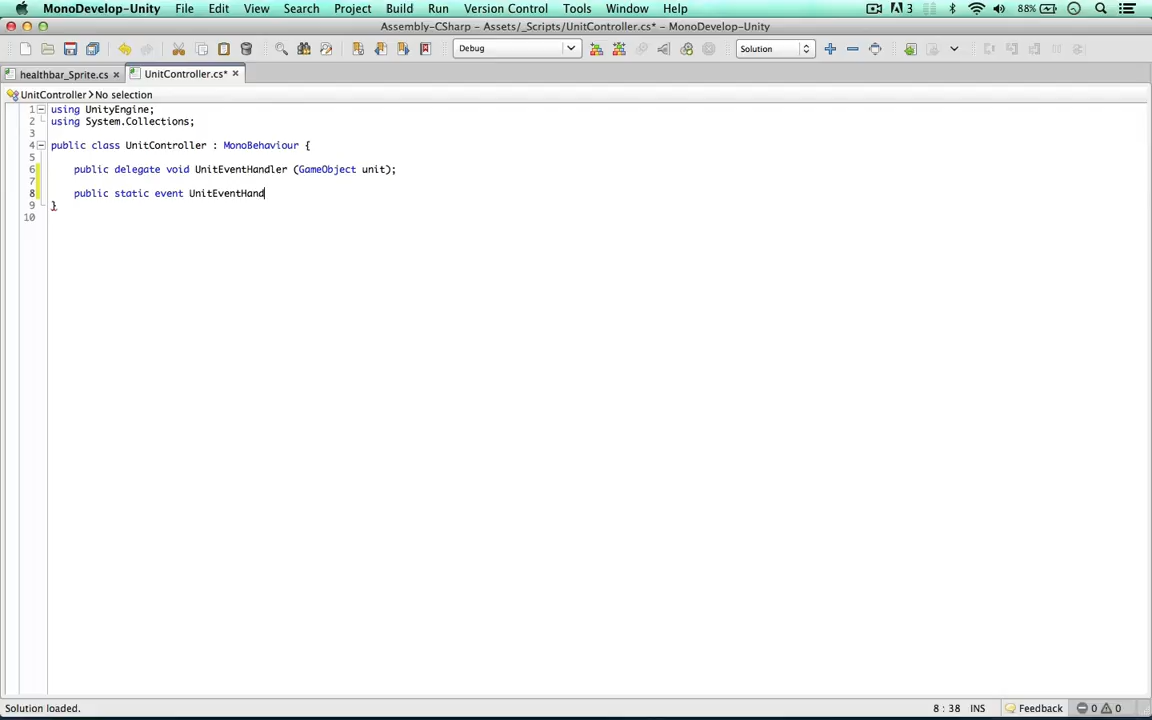 MonoDevelop-Unity File Edit View Search Project Build Run Version Control Tools Window Help 3 88%
Assembly-CSharp – Assets/_Scripts/UnitController.cs* – MonoDevelop-Unity
Debug Solution
healthbar_Sprite.cs × UnitController.cs* ×
UnitController No selection
1 using UnityEngine;
2 using System.Collections;
3
4 public class UnitController : MonoBehaviour {
5
6 public delegate void UnitEventHandler (GameObject unit);
7
8 public static event UnitEventHand
9 }
10
Solution loaded. 8 : 38 INS Feedback 0 0